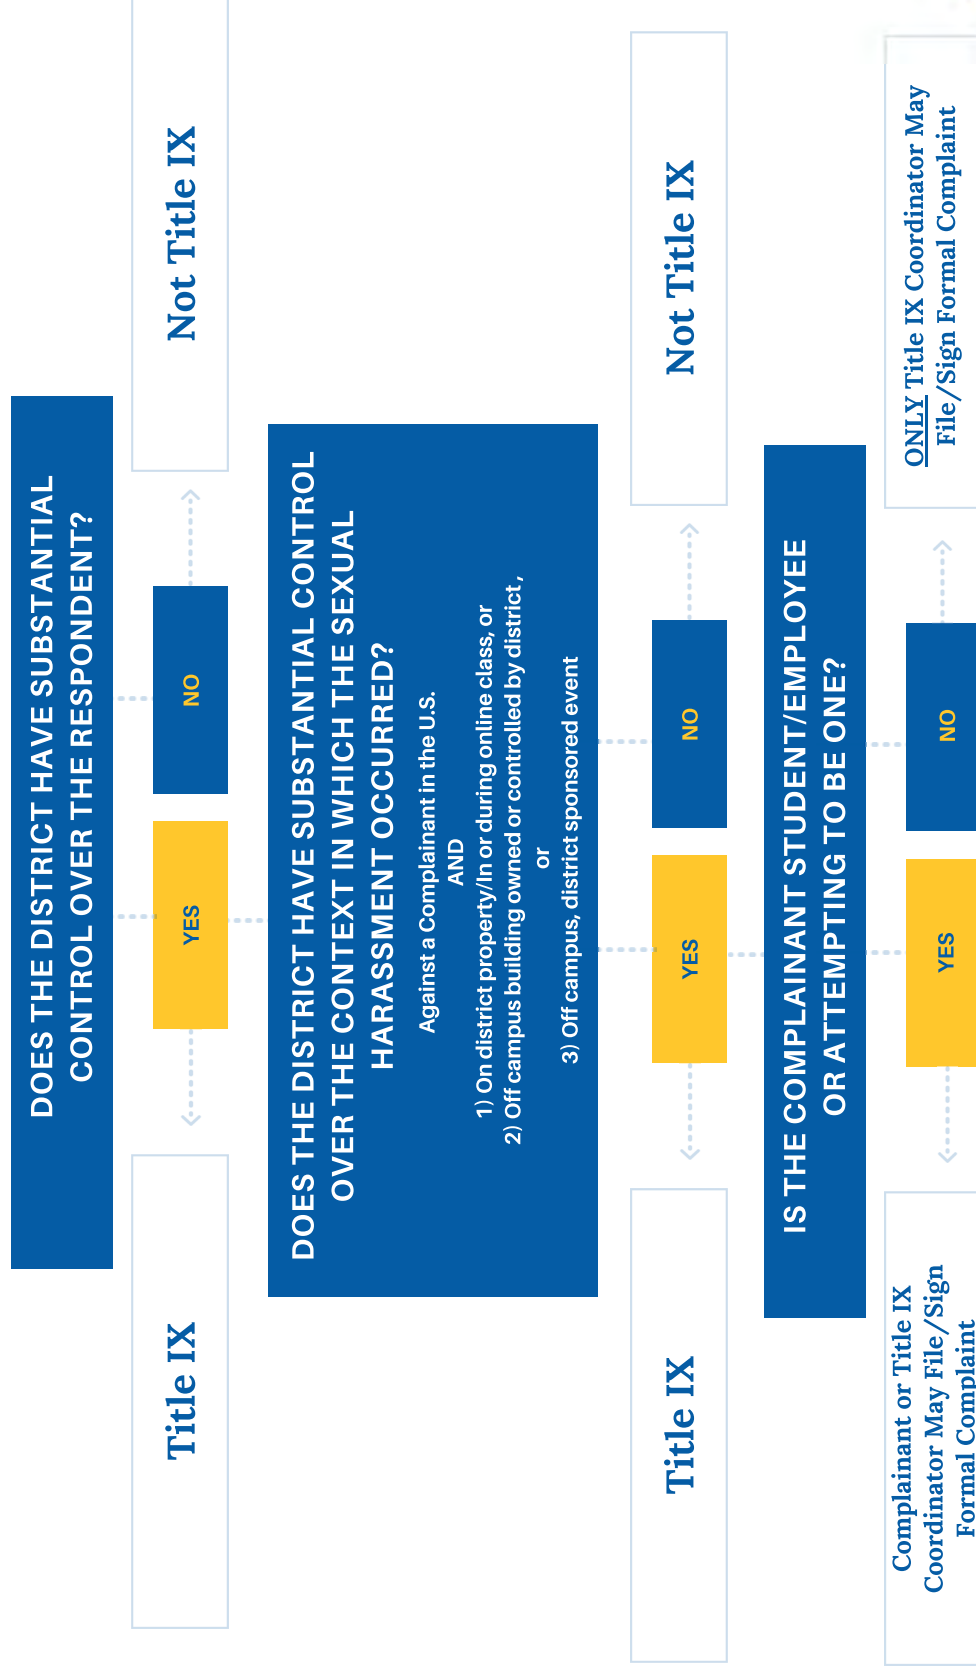 DOES THE DISTRICT HAVE SUBSTANTIAL
CONTROL OVER THE RESPONDENT?
YES
NO
Title IX
Not Title IX
DOES THE DISTRICT HAVE SUBSTANTIAL CONTROL
OVER THE CONTEXT IN WHICH THE SEXUAL
HARASSMENT OCCURRED?
Against a Complainant in the U.S.
AND
1) On district property/In or during online class, or
2) Off campus building owned or controlled by district ,
or
3) Off campus, district sponsored event
YES
NO
Title IX
Not Title IX
IS THE COMPLAINANT STUDENT/EMPLOYEE
OR ATTEMPTING TO BE ONE?
YES
NO
Complainant or Title IX
Coordinator May File/Sign
Formal Complaint
ONLY Title IX Coordinator May
File/Sign Formal Complaint